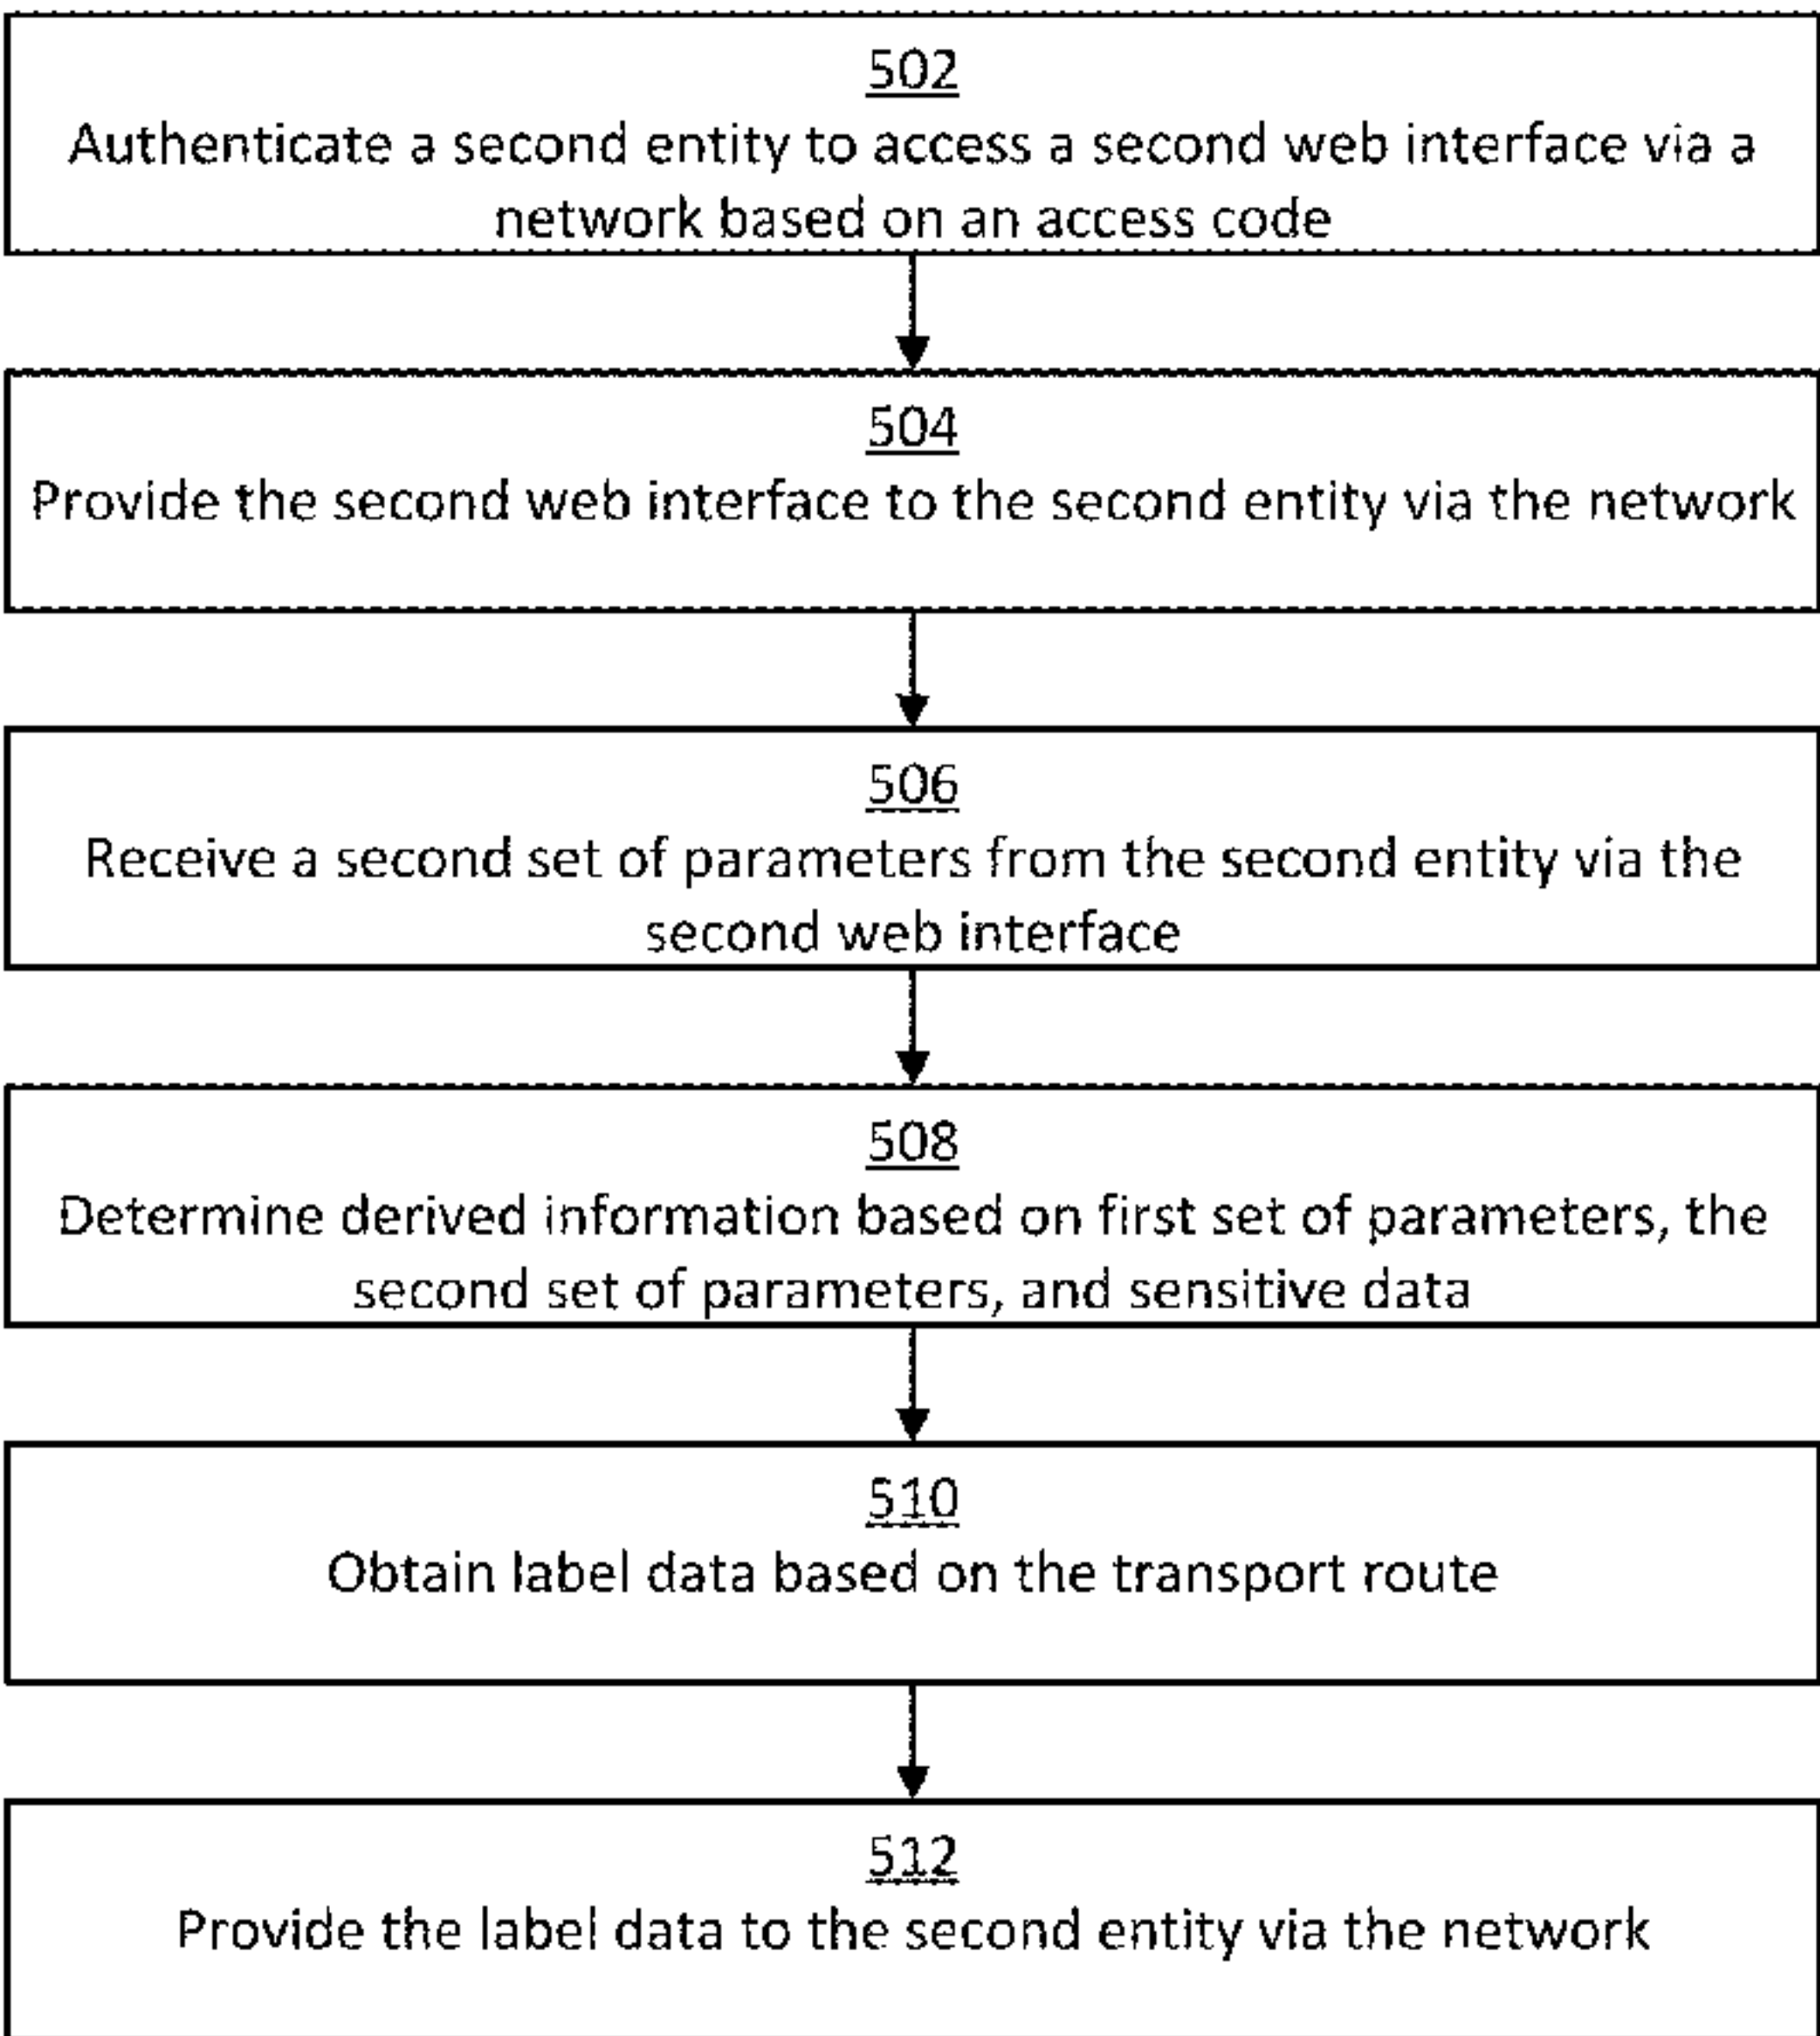 502
Authenticate a second entity to access a second web interface via a
network based on an access code
504
Provide the second web interface to the second entity via the network
506
Receive a second set of parameters from the second entity via the
second web interface
508
Determine derived information based on first set of parameters, the
second set of parameters, and sensitive data
510
Obtain label data based on the transport route
512
Provide the label data to the second entity via the network